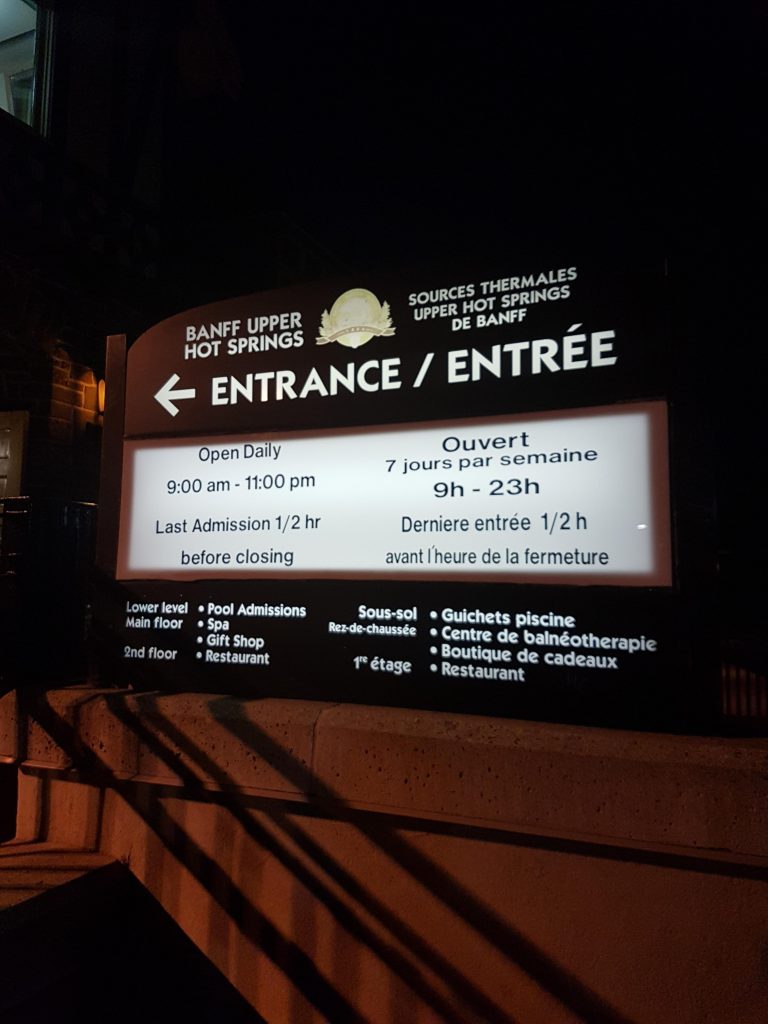 BANFF UPPER
HOT SPRINGS
SOURCES THERMALES
UPPER HOT SPRINGS
DE BANFF
← ENTRANCE / ENTRÉE
Open Daily
9:00 am - 11:00 pm
Last Admission 1/2 hr
before closing
Ouvert
7 jours par semaine
9h - 23h
Derniere entrée 1/2 h
avant l'heure de la fermeture
Lower level • Pool Admissions
Main floor • Spa
• Gift Shop
2nd floor • Restaurant
Sous-sol • Guichets piscine
Rez-de-chaussée • Centre de balnéotherapie
• Boutique de cadeaux
1re étage • Restaurant